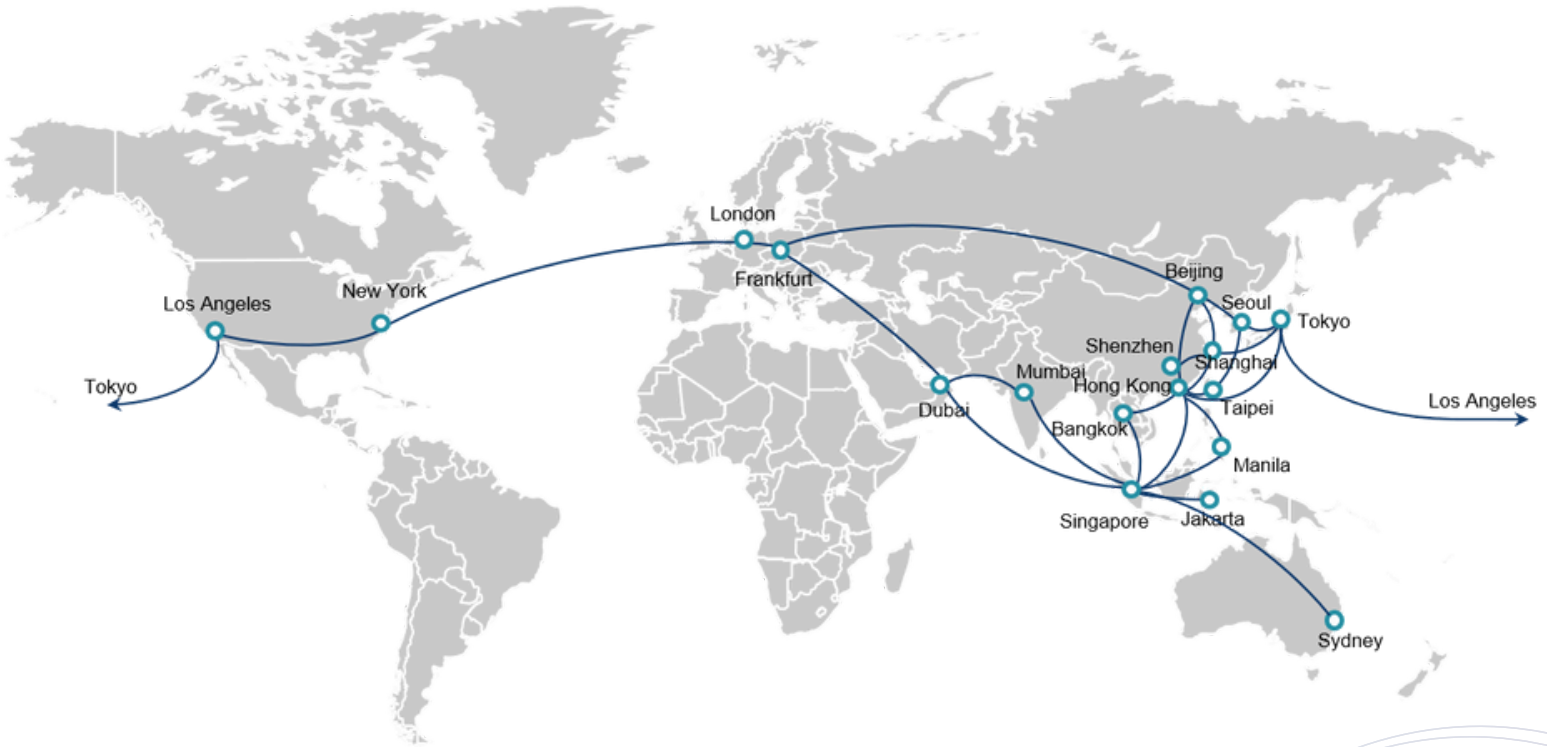 London
Frankfurt
Beijing
Los Angeles
New York
Seoul
Tokyo
Shenzhen
Shanghai
Tokyo
Mumbai
Hong Kong
Dubai
Taipei
Los Angeles
Bangkok
Manila
Singapore
Jakarta
Sydney